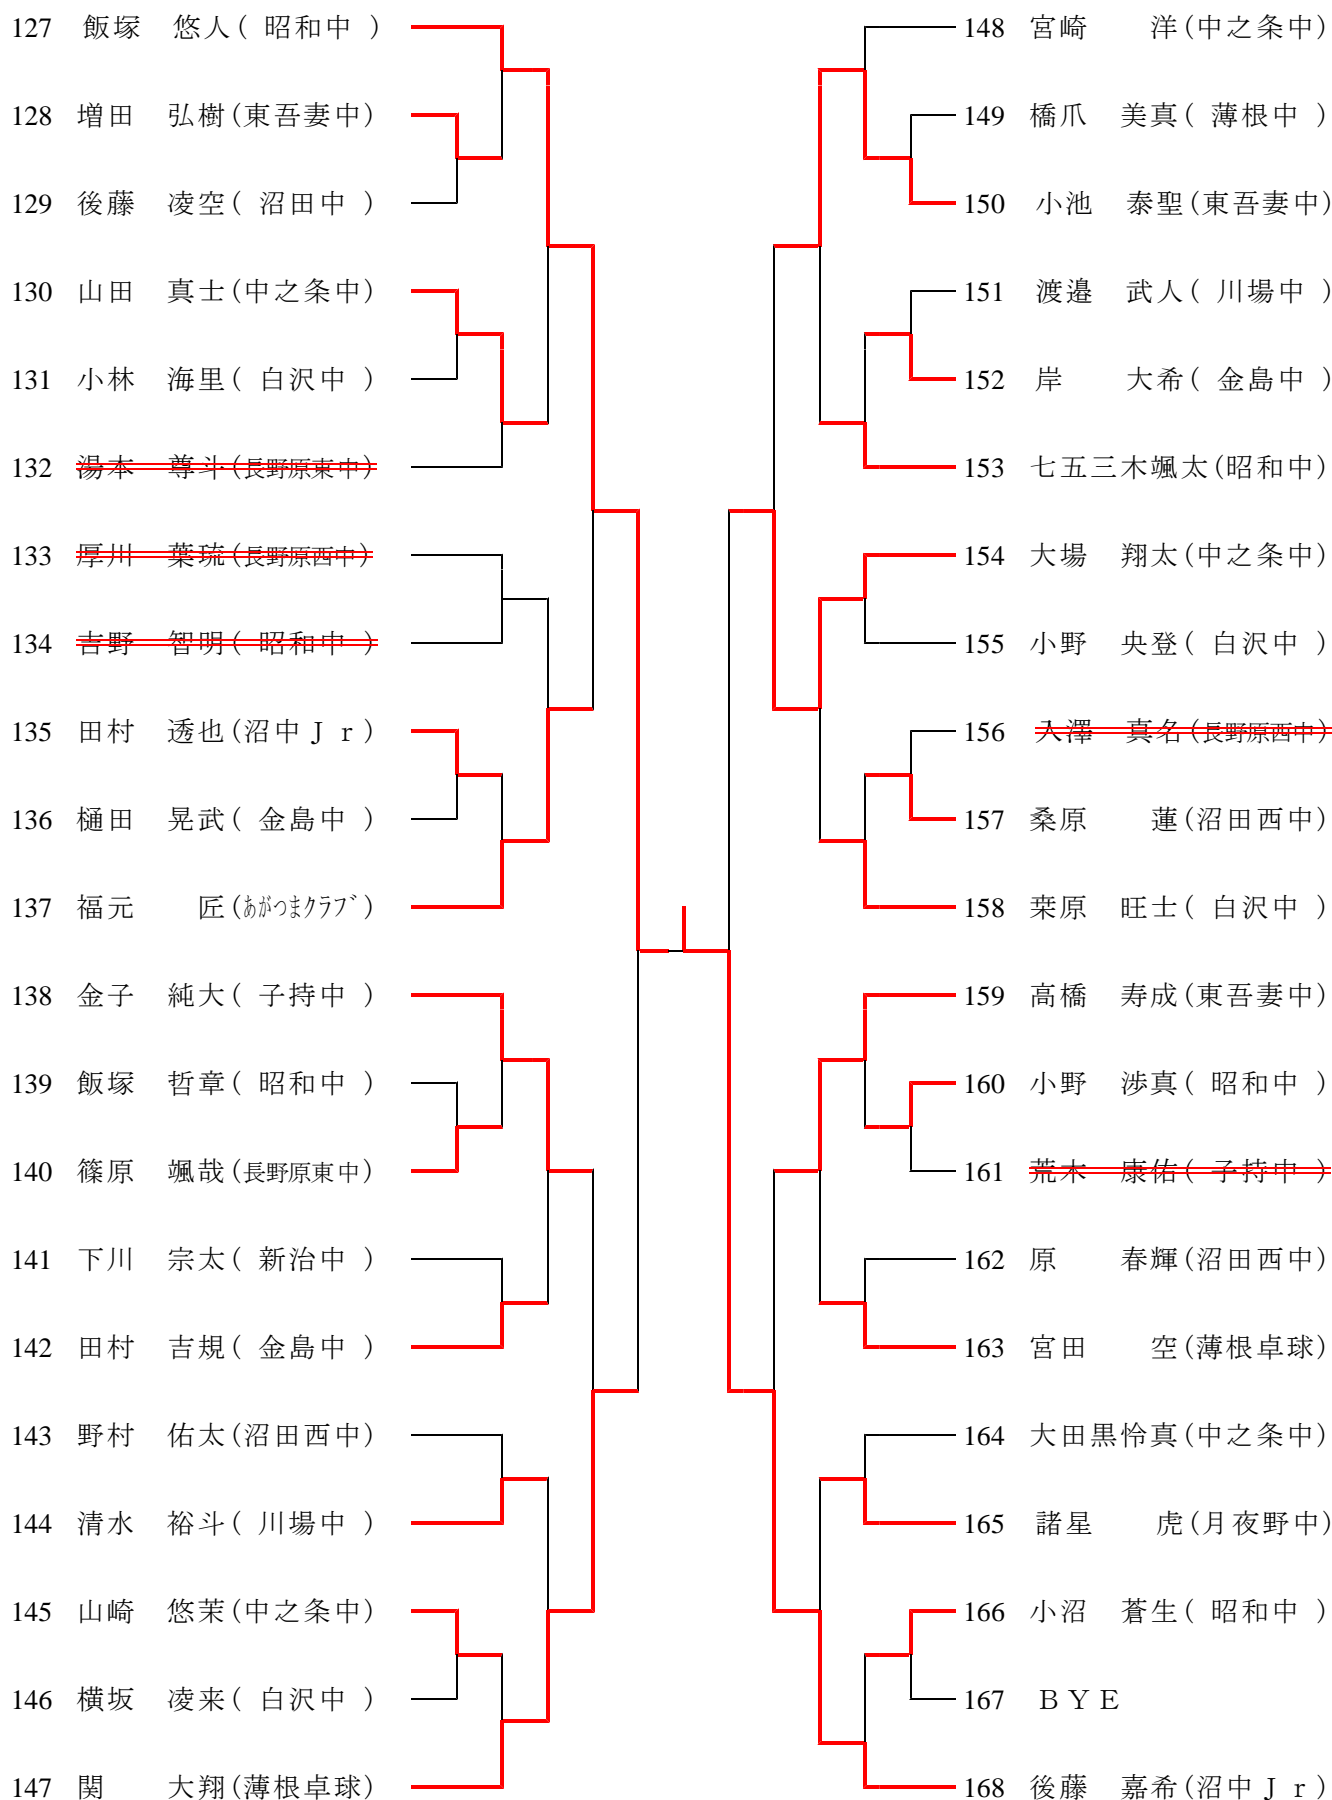 127 飯塚 悠人( 昭和中 )
128 増田 弘樹(東吾妻中)
129 後藤 凌空( 沼田中 )
130 山田 真士(中之条中)
131 小林 海里( 白沢中 )
132 湯本 尊斗(長野原東中)
133 厚川 葉琉(長野原西中)
134 吉野 智明( 昭和中 )
135 田村 透也(沼中Ｊｒ)
136 樋田 晃武( 金島中 )
137 福元 匠(あがつまｸﾗﾌﾞ)
138 金子 純大( 子持中 )
139 飯塚 哲章( 昭和中 )
140 篠原 颯哉(長野原東中)
141 下川 宗太( 新治中 )
142 田村 吉規( 金島中 )
143 野村 佑太(沼田西中)
144 清水 裕斗( 川場中 )
145 山崎 悠茉(中之条中)
146 横坂 凌来( 白沢中 )
147 関 大翔(薄根卓球)
148 宮崎 洋(中之条中)
149 橋爪 美真( 薄根中 )
150 小池 泰聖(東吾妻中)
151 渡邉 武人( 川場中 )
152 岸 大希( 金島中 )
153 七五三木颯太(昭和中)
154 大場 翔太(中之条中)
155 小野 央登( 白沢中 )
156 入澤 真名(長野原西中)
157 桑原 蓮(沼田西中)
158 桒原 旺士( 白沢中 )
159 高橋 寿成(東吾妻中)
160 小野 渉真( 昭和中 )
161 荒木 康佑( 子持中 )
162 原 春輝(沼田西中)
163 宮田 空(薄根卓球)
164 大田黒怜真(中之条中)
165 諸星 虎(月夜野中)
166 小沼 蒼生( 昭和中 )
167 ＢＹＥ
168 後藤 嘉希(沼中Ｊｒ)